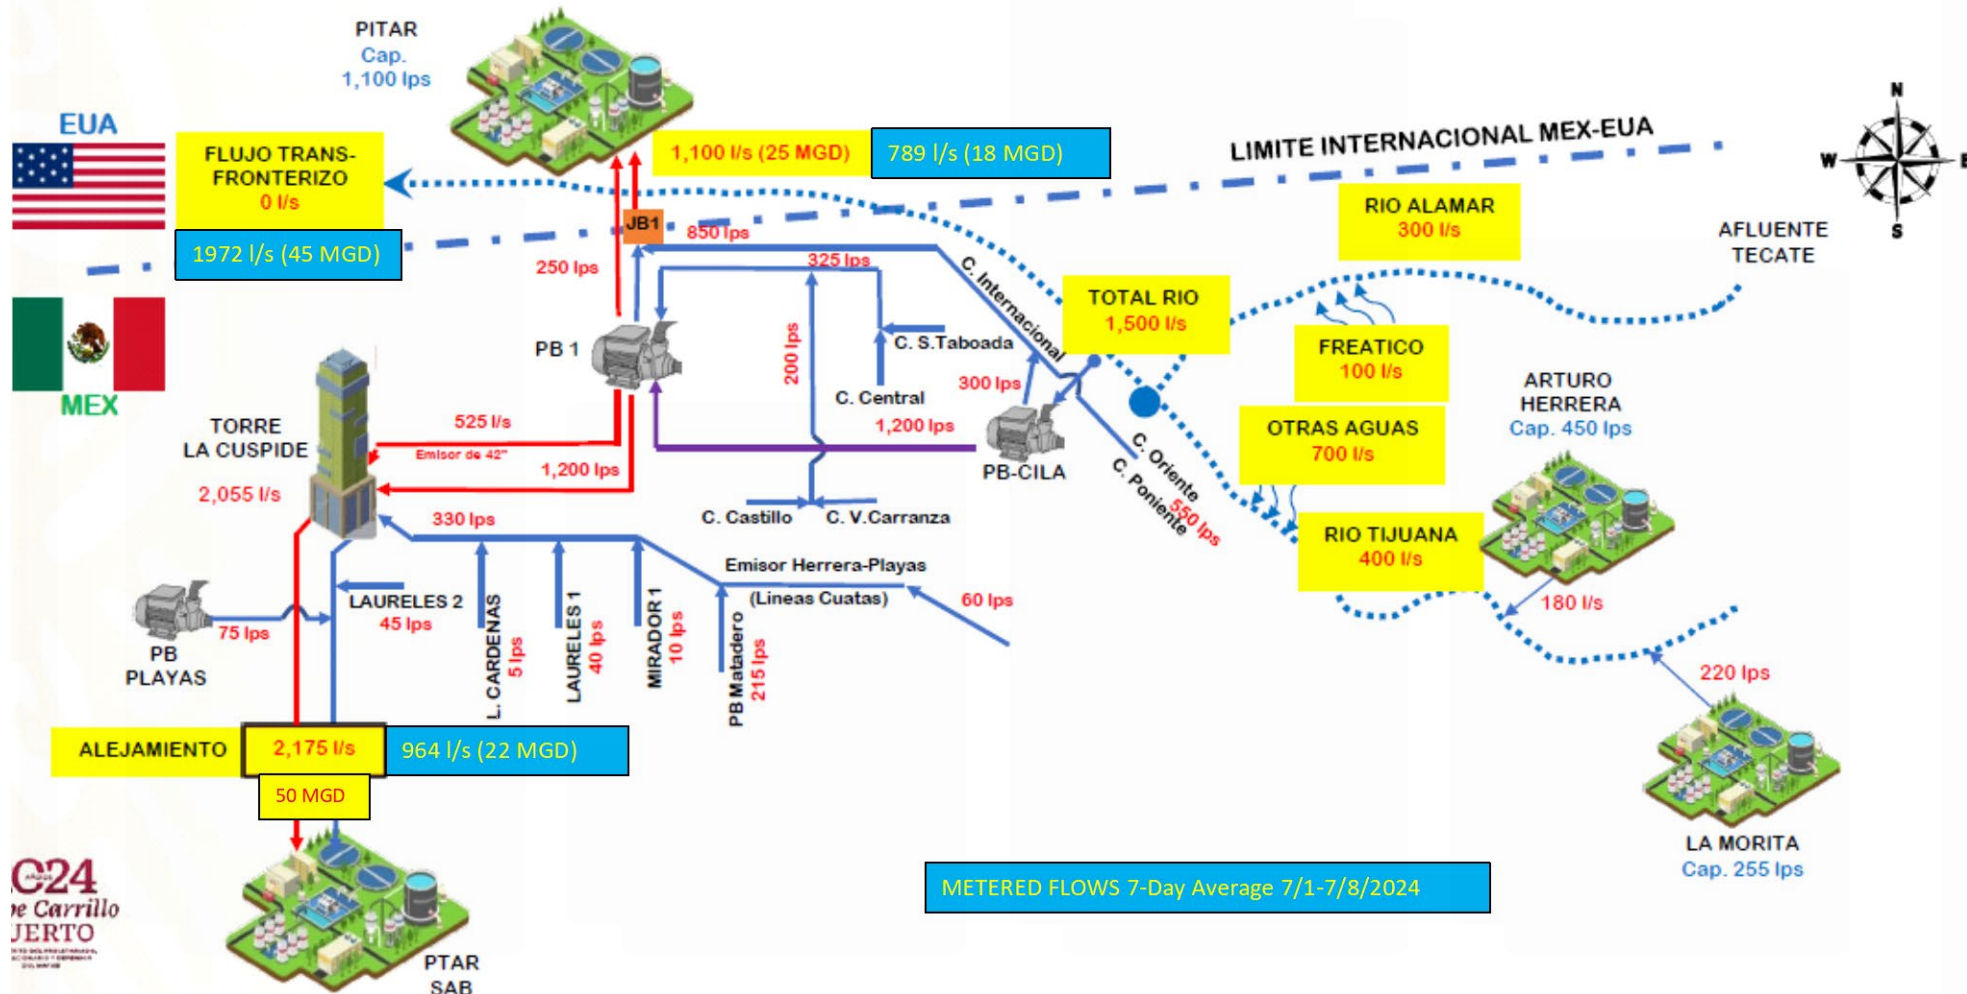 PITAR
Cap.
1,100 lps
EUA
FLUJO TRANS-
FRONTERIZO
0 l/s
1972 l/s (45 MGD)
1,100 l/s (25 MGD)
789 l/s (18 MGD)
LIMITE INTERNACIONAL MEX-EUA
N
W
E
S
RIO ALAMAR
300 l/s
AFLUENTE
TECATE
JB1
850 lps
250 lps
325 lps
C. Internacional
TOTAL RIO
1,500 l/s
FREATICO
100 l/s
MEX
PB 1
200 lps
C. S.Taboada
C. Central
300 lps
1,200 lps
PB-CILA
C. Oriente
C. Poniente
550 lps
OTRAS AGUAS
700 l/s
ARTURO
HERRERA
Cap. 450 lps
TORRE
LA CUSPIDE
2,055 l/s
525 l/s
Emisor de 42"
1,200 lps
330 lps
C. Castillo
C. V.Carranza
RIO TIJUANA
400 l/s
180 l/s
Emisor Herrera-Playas
(Lineas Cuatas)
60 lps
LAURELES 2
45 lps
75 lps
PB
PLAYAS
L. CARDENAS
5 lps
LAURELES 1
40 lps
MIRADOR 1
10 lps
PB Matadero
215 lps
220 lps
ALEJAMIENTO
2,175 l/s
964 l/s (22 MGD)
50 MGD
LA MORITA
Cap. 255 lps
METERED FLOWS 7-Day Average 7/1-7/8/2024
PTAR
SAB
24
Carrillo